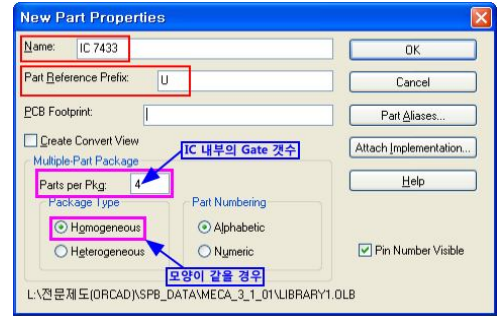 New Part Properties
Name: IC 7433
OK
Part Reference Prefix: U
Cancel
PCB Footprint:
Part Aliases...
Create Convert View
IC 내부의 Gate 갯수
Attach Implementation...
Multiple-Part Package
Parts per Pkg: 4
Help
Package Type
Part Numbering
Homogeneous
Alphabetic
Heterogeneous
Numeric
Pin Number Visible
모양이 같을 경우
L:\전문제도(ORCAD)\SPB_DATA\MECA_3_1_01\LIBRARY1.OLB